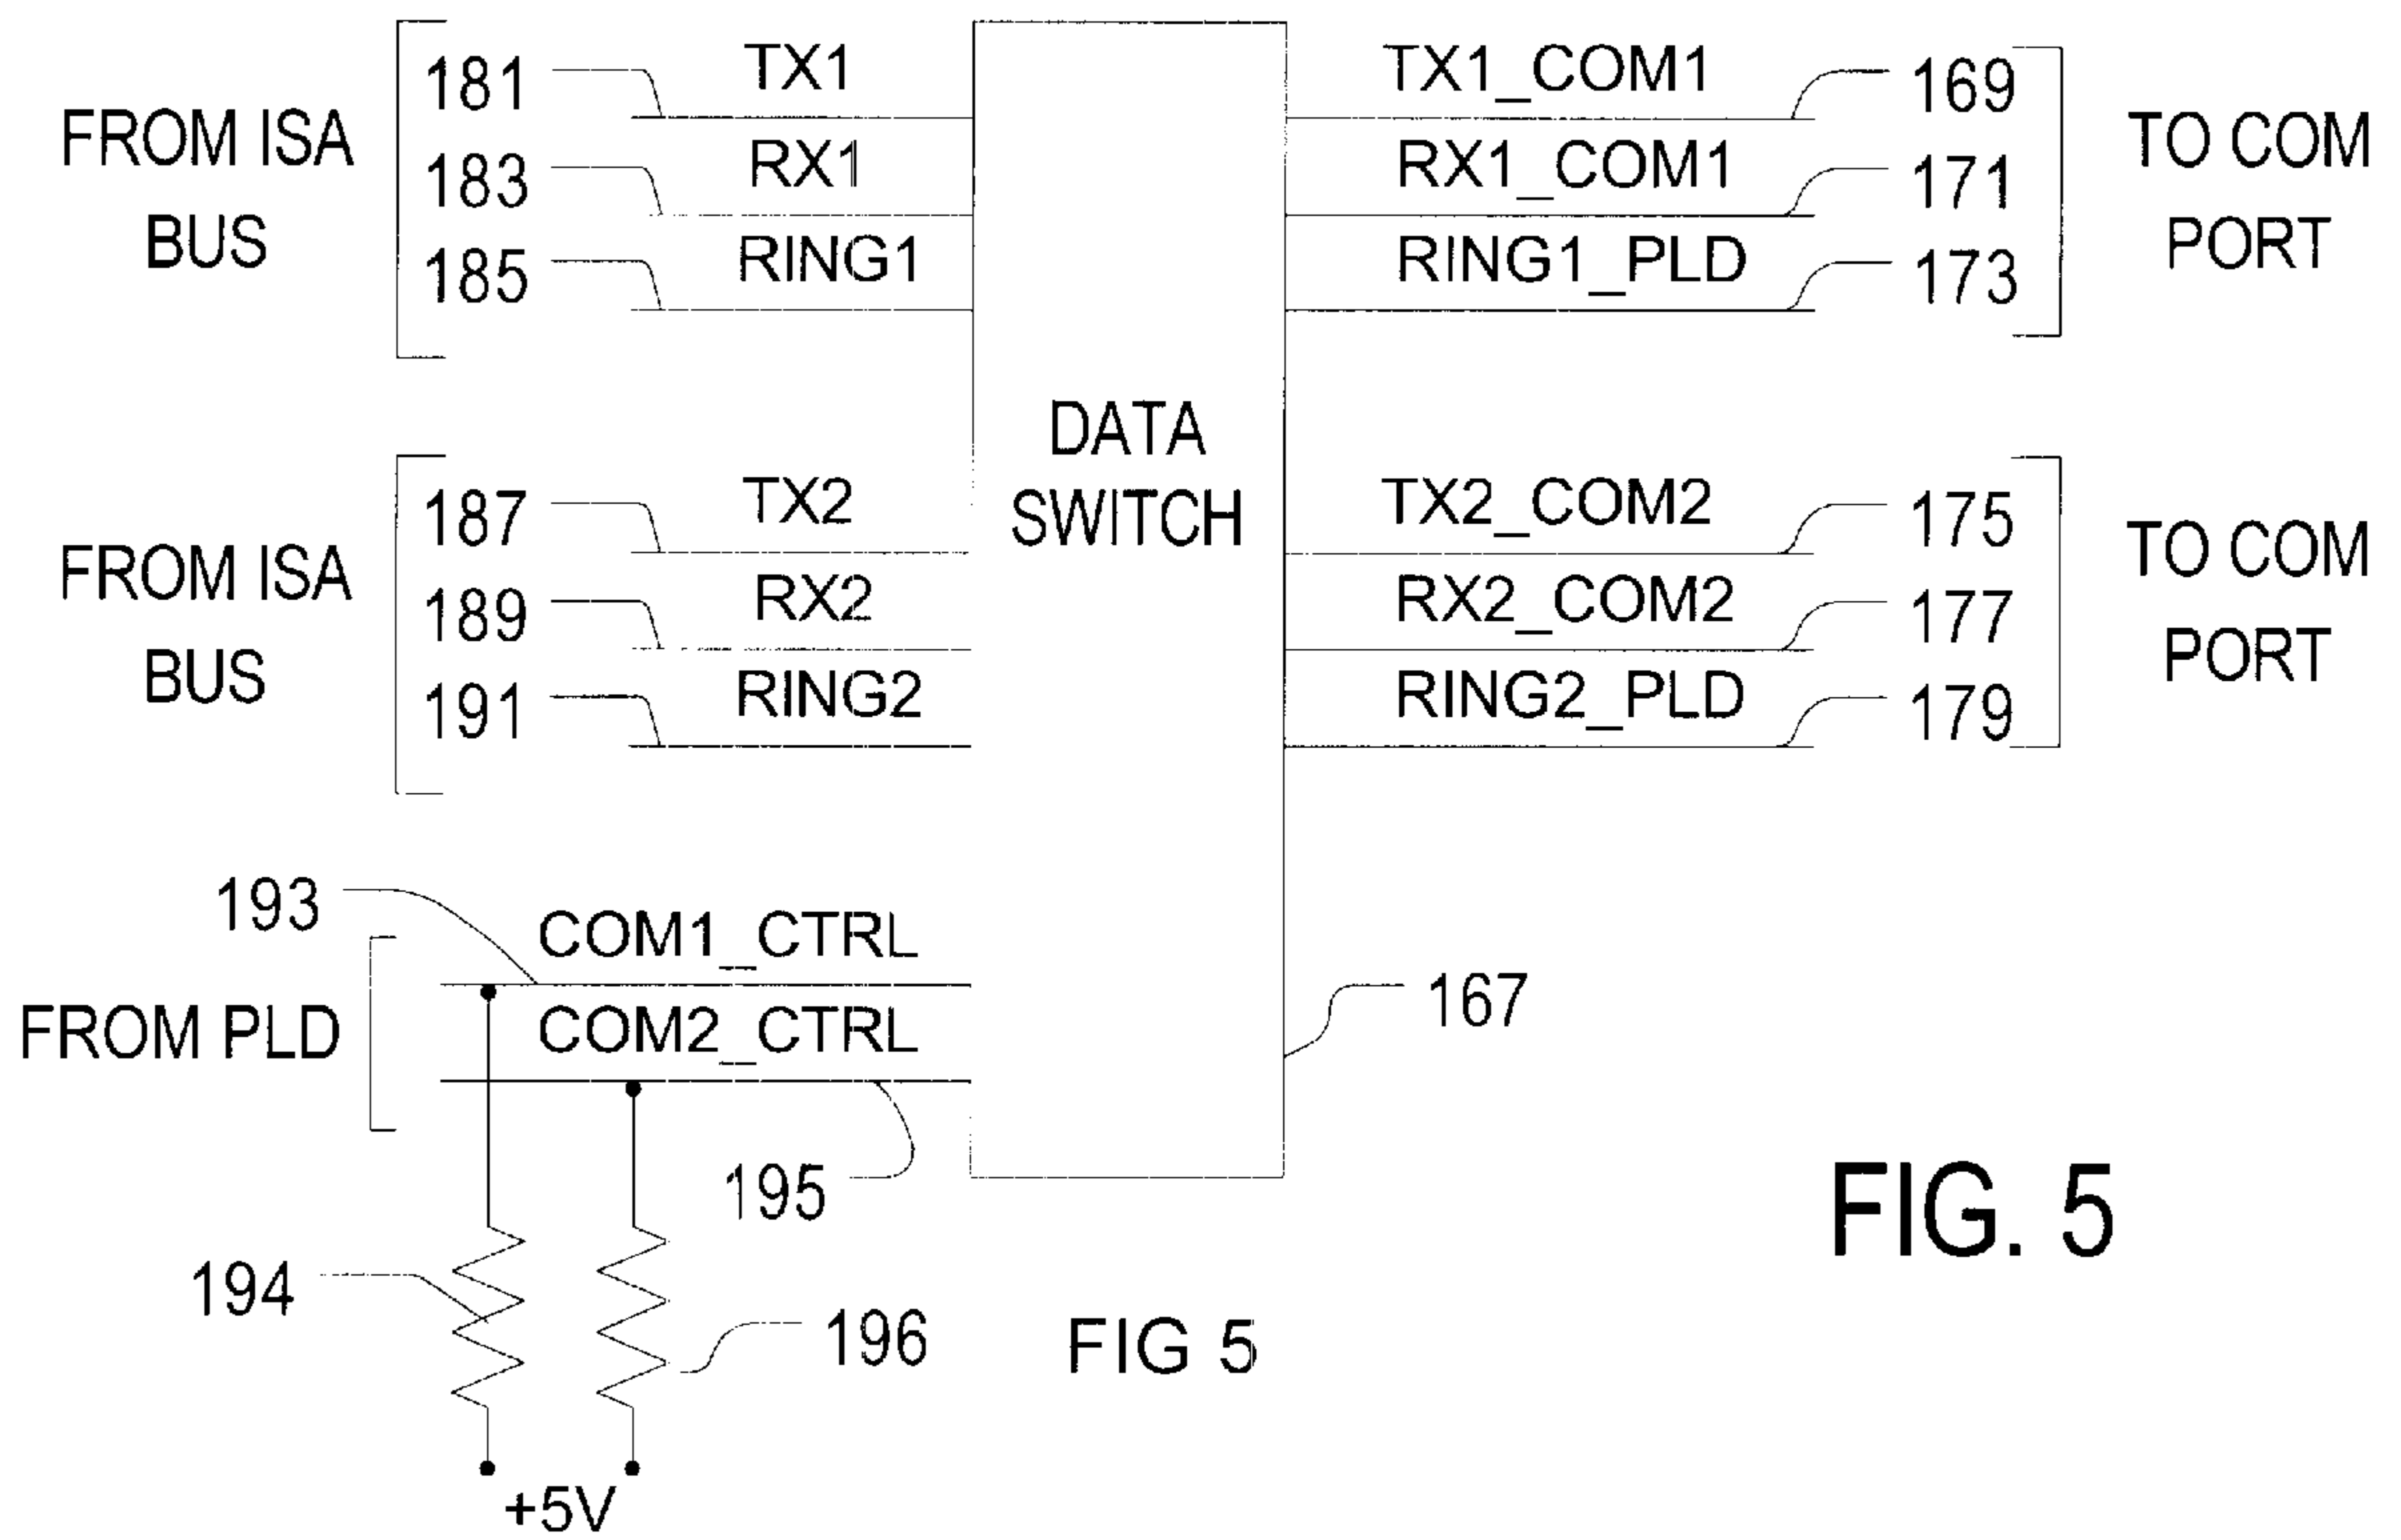 FROM ISA
BUS
181
TX1
183
RX1
185
RING1
TX1_COM1
169
RX1_COM1
171
RING1_PLD
173
TO COM
PORT
DATA
SWITCH
FROM ISA
BUS
187
TX2
189
RX2
191
RING2
TX2_COM2
175
RX2_COM2
177
RING2_PLD
179
TO COM
PORT
193
COM1_CTRL
FROM PLD
COM2_CTRL
167
195
194
196
+5V
FIG 5
FIG. 5